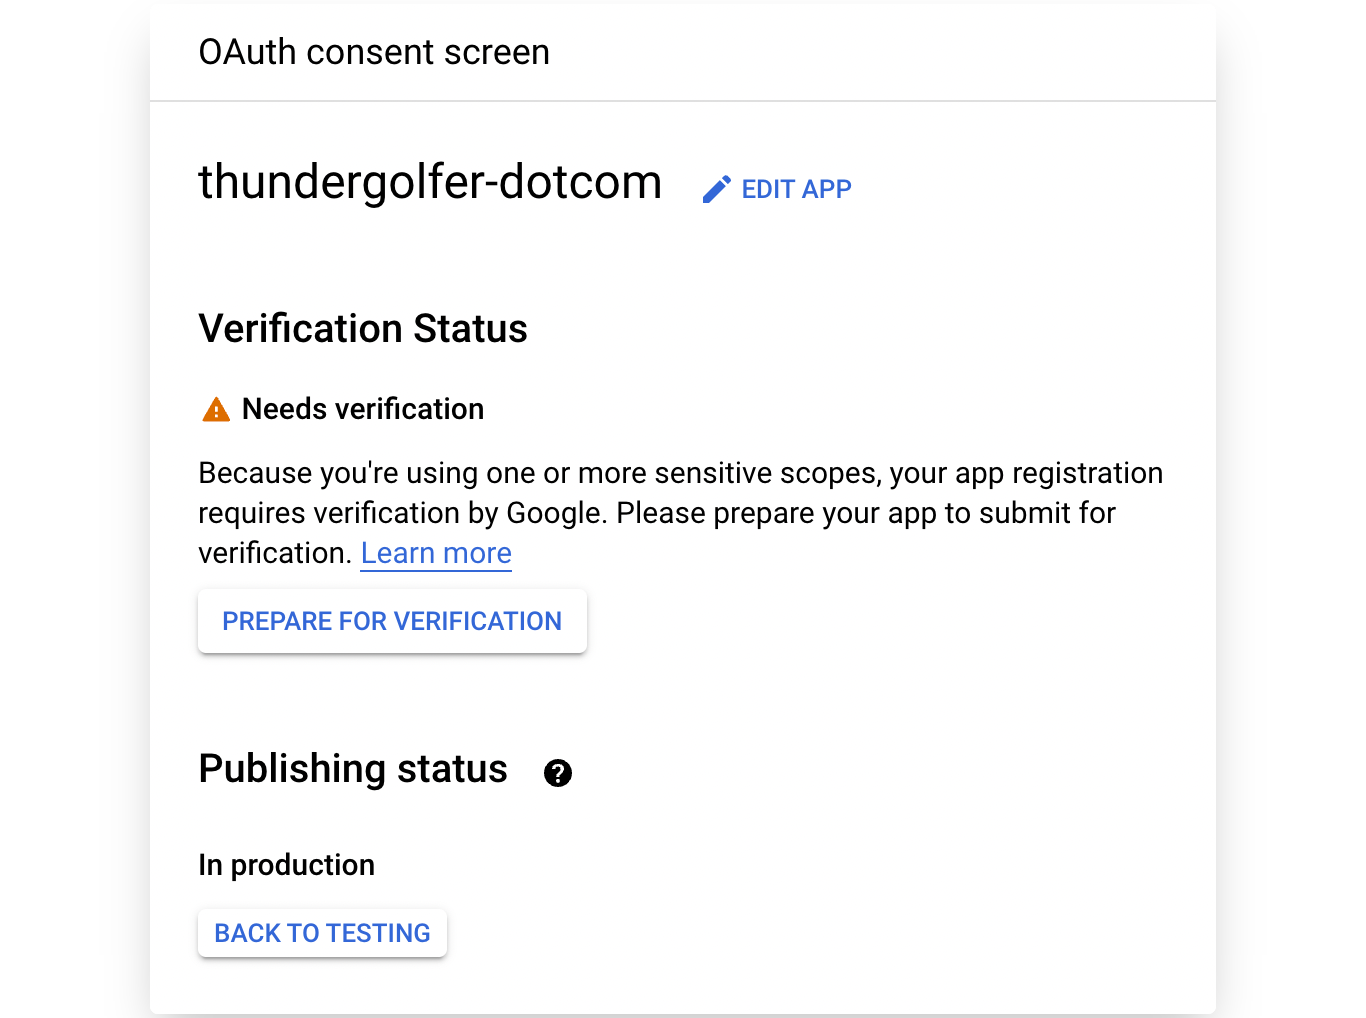 OAuth consent screen
thundergolfer-dotcom
EDIT APP
Verification Status
Needs verification
Because you're using one or more sensitive scopes, your app registration
requires verification by Google. Please prepare your app to submit for
verification. Learn more
PREPARE FOR VERIFICATION
Publishing status
In production
BACK TO TESTING